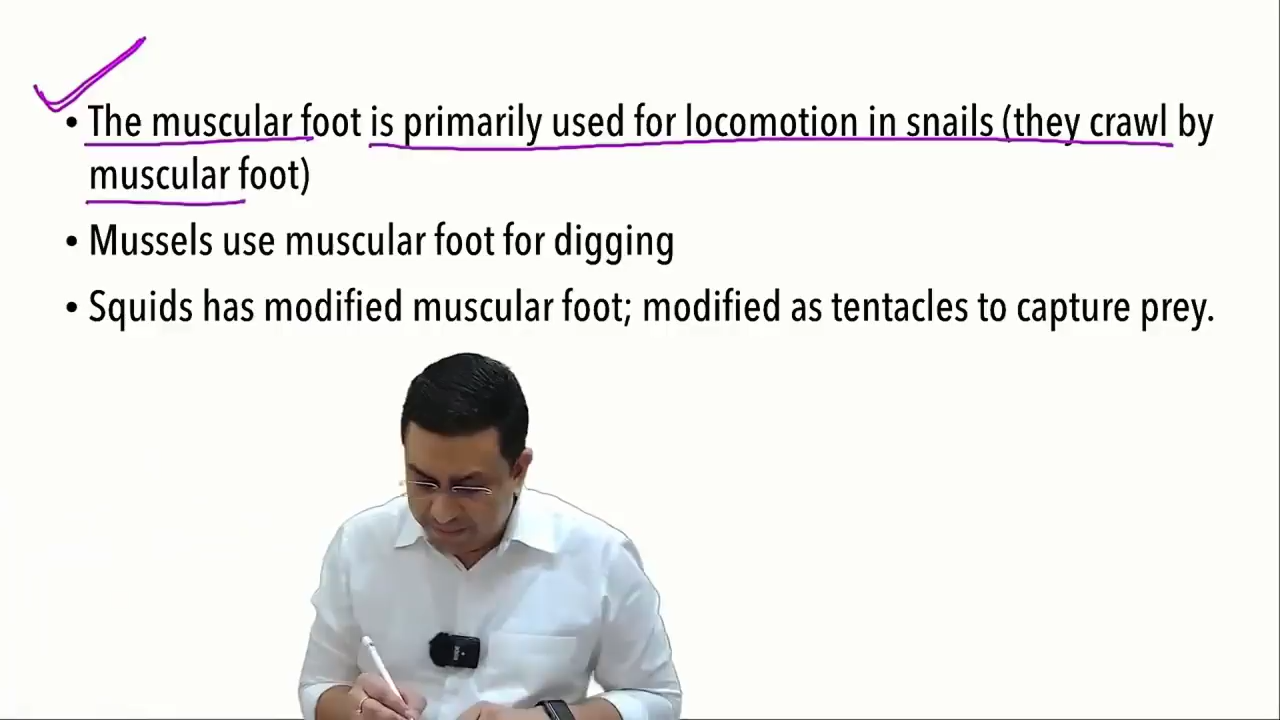 • The muscular foot is primarily used for locomotion in snails (they crawl by
muscular foot)
• Mussels use muscular foot for digging
• Squids has modified muscular foot; modified as tentacles to capture prey.